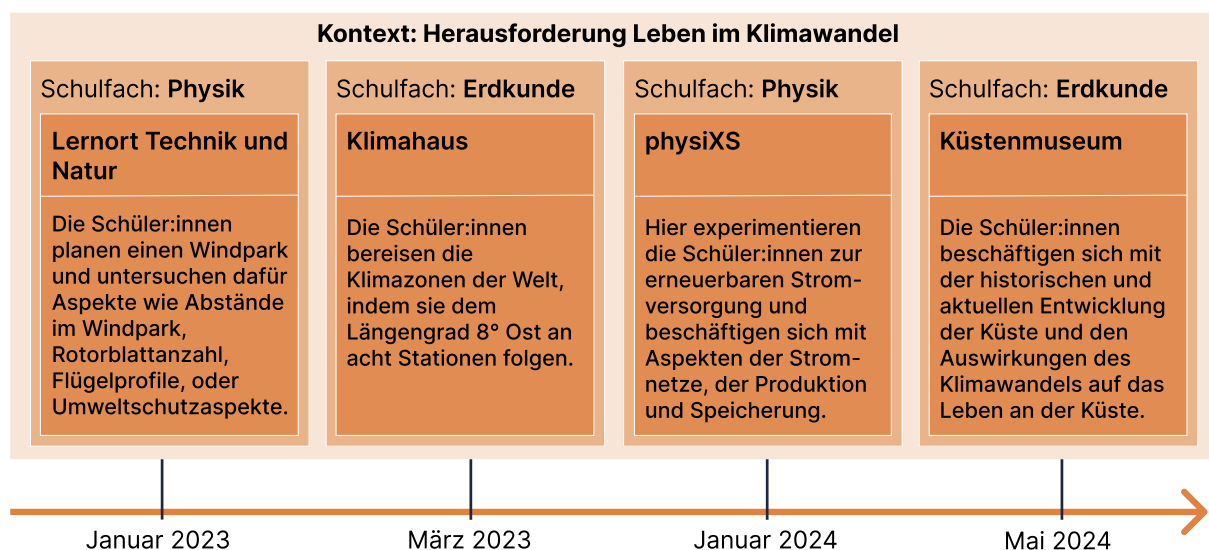 Kontext: Herausforderung Leben im Klimawandel
Schulfach: Physik
Lernort Technik und
Natur
Die Schüler:innen
planen einen Windpark
und untersuchen dafür
Aspekte wie Abstände
im Windpark,
Rotorblattanzahl,
Flügelprofile, oder
Umweltschutzaspekte.
Januar 2023
Schulfach: Erdkunde
Klimahaus
Die Schüler:innen
bereisen die
Klimazonen der Welt,
indem sie dem
Längengrad 8° Ost an
acht Stationen folgen.
März 2023
Schulfach: Physik
physiXS
Hier experimentieren
die Schüler:innen zur
erneuerbaren Strom-
versorgung und
beschäftigen sich mit
Aspekten der Strom-
netze, der Produktion
und Speicherung.
Januar 2024
Schulfach: Erdkunde
Küstenmuseum
Die Schüler:innen
beschäftigen sich mit
der historischen und
aktuellen Entwicklung
der Küste und den
Auswirkungen des
Klimawandels auf das
Leben an der Küste.
Mai 2024